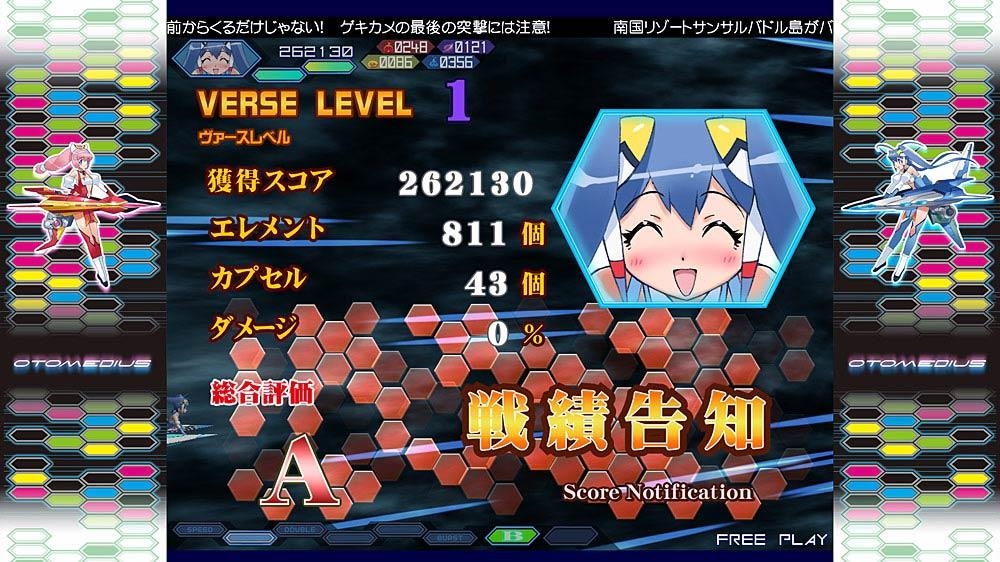 前からくるだけじゃない! ゲキカメの最後の突撃には注意! 南国リゾートサンサルバドル島がバ
262130 0248 0121
0086 0356
VERSE LEVEL 1
ヴァースレベル
獲得スコア 262130
エレメント 811 個
カプセル 43 個
ダメージ 0 %
OTOMEDIUS
OTOMEDIUS
総合評価
A
戦績告知
Score Notification
SPEED DOUBLE BURST B
FREE PLAY